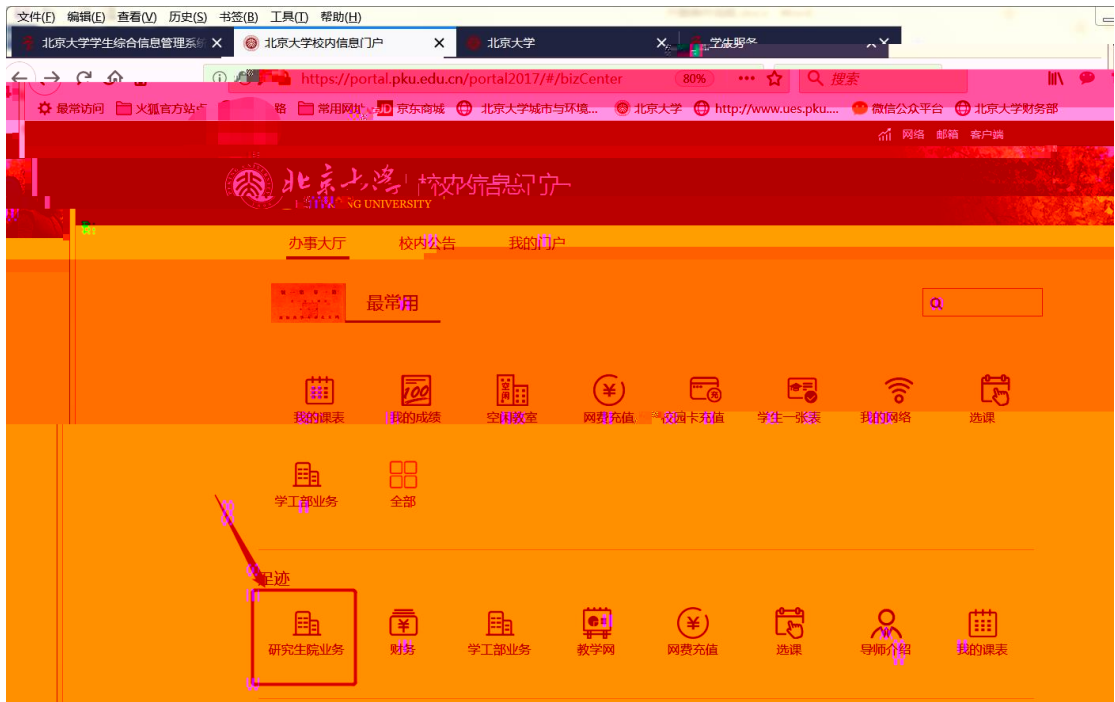 文件(F) 编辑(E) 查看(V) 历史(S) 书签(B) 工具(T) 帮助(H)
北京大学学生综合信息管理系统 北京大学校内信息门户 北京大学
https://portal.pku.edu.cn/portal2017/#/bizCenter 80% 搜索
最常访问 火狐官方站点 常用网址 JD 京东商城 北京大学城市与环境... 北京大学 http://www.ues.pku.... 微信公众平台 北京大学财务部
网络 邮箱 客户端
北京大学 校内信息门户
UNIVERSITY
办事大厅 校内公告 我的门户
最常用
我的课表 我的成绩 空闲教室 网费充值 校园卡充值 学生一张表 我的网络 选课
学工部业务 全部
足迹
研究生院业务 财务 学工部业务 教学网 网费充值 选课 导师介绍 我的课表